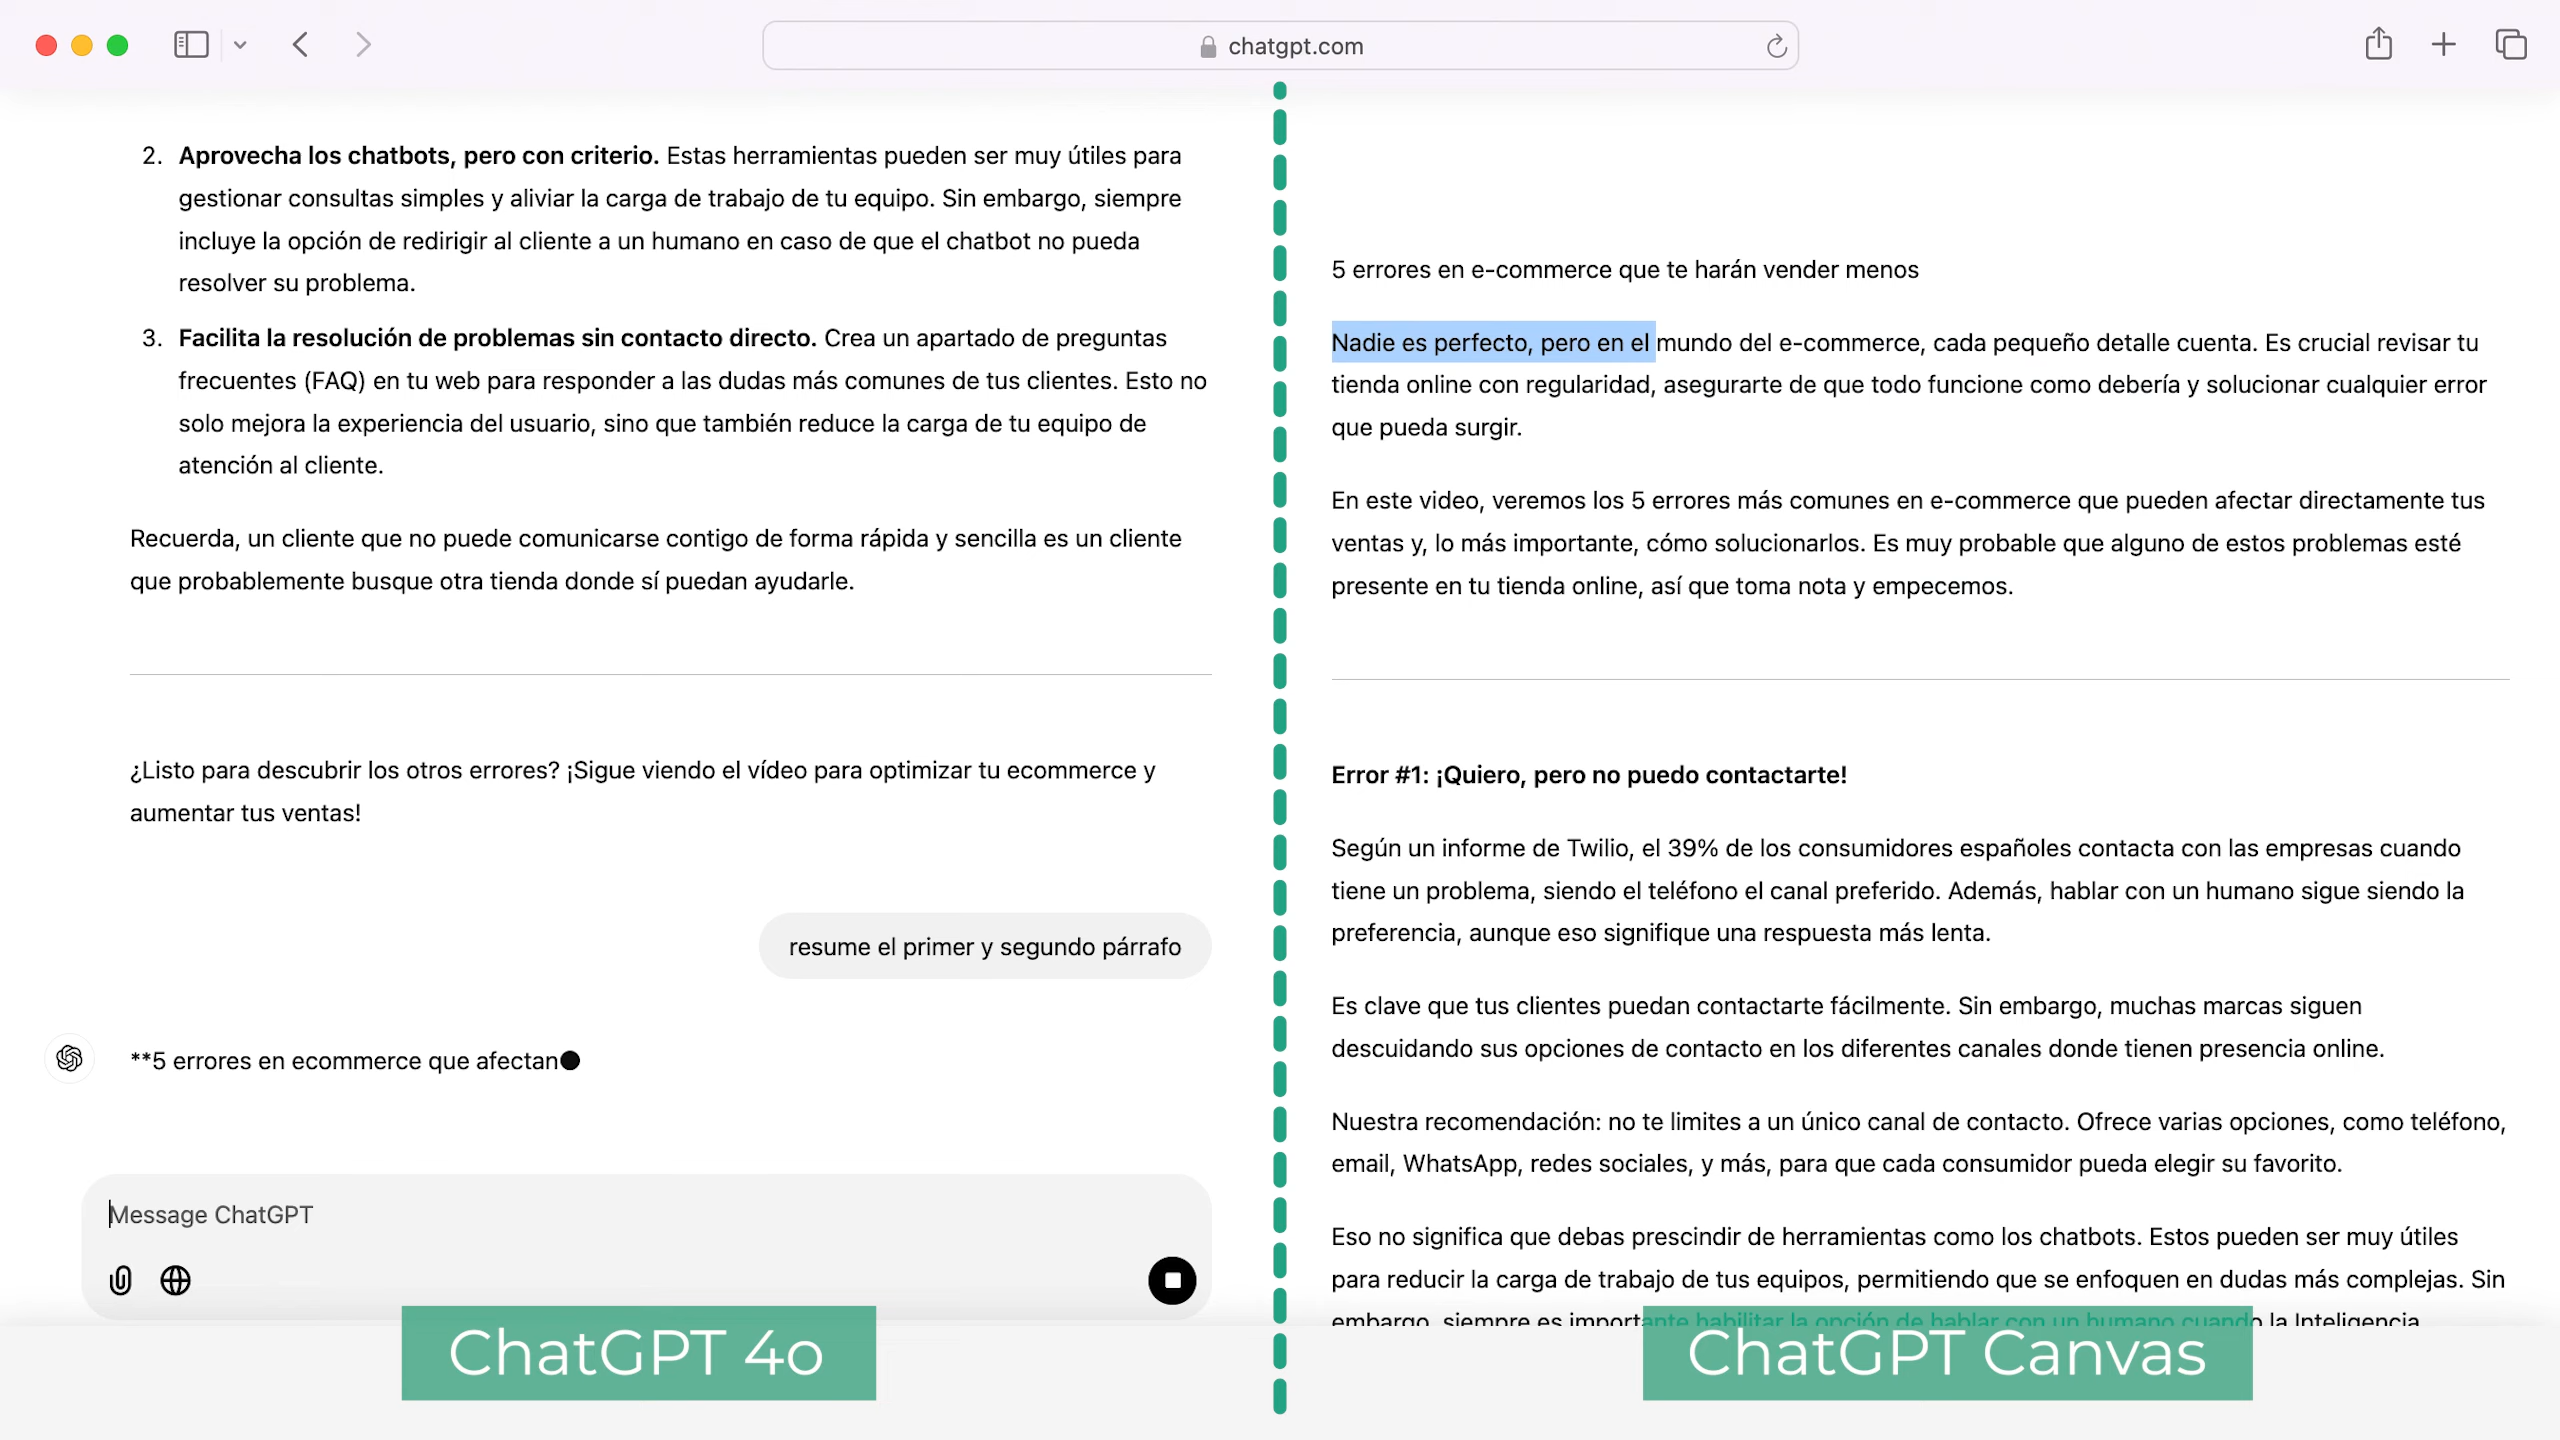 chatgpt.com
2. Aprovecha los chatbots, pero con criterio. Estas herramientas pueden ser muy útiles para
gestionar consultas simples y aliviar la carga de trabajo de tu equipo. Sin embargo, siempre
incluye la opción de redirigir al cliente a un humano en caso de que el chatbot no pueda
resolver su problema.
3. Facilita la resolución de problemas sin contacto directo. Crea un apartado de preguntas
frecuentes (FAQ) en tu web para responder a las dudas más comunes de tus clientes. Esto no
solo mejora la experiencia del usuario, sino que también reduce la carga de tu equipo de
atención al cliente.
Recuerda, un cliente que no puede comunicarse contigo de forma rápida y sencilla es un cliente
que probablemente busque otra tienda donde sí puedan ayudarle.
¿Listo para descubrir los otros errores? ¡Sigue viendo el vídeo para optimizar tu ecommerce y
aumentar tus ventas!
resume el primer y segundo párrafo
**5 errores en ecommerce que afectan
Message ChatGPT
ChatGPT 4o
5 errores en e-commerce que te harán vender menos
Nadie es perfecto, pero en el mundo del e-commerce, cada pequeño detalle cuenta. Es crucial revisar tu
tienda online con regularidad, asegurarte de que todo funcione como debería y solucionar cualquier error
que pueda surgir.
En este video, veremos los 5 errores más comunes en e-commerce que pueden afectar directamente tus
ventas y, lo más importante, cómo solucionarlos. Es muy probable que alguno de estos problemas esté
presente en tu tienda online, así que toma nota y empecemos.
Error #1: ¡Quiero, pero no puedo contactarte!
Según un informe de Twilio, el 39% de los consumidores españoles contacta con las empresas cuando
tiene un problema, siendo el teléfono el canal preferido. Además, hablar con un humano sigue siendo la
preferencia, aunque eso signifique una respuesta más lenta.
Es clave que tus clientes puedan contactarte fácilmente. Sin embargo, muchas marcas siguen
descuidando sus opciones de contacto en los diferentes canales donde tienen presencia online.
Nuestra recomendación: no te limites a un único canal de contacto. Ofrece varias opciones, como teléfono,
email, WhatsApp, redes sociales, y más, para que cada consumidor pueda elegir su favorito.
Eso no significa que debas prescindir de herramientas como los chatbots. Estos pueden ser muy útiles
para reducir la carga de trabajo de tus equipos, permitiendo que se enfoquen en dudas más complejas. Sin
embargo, siempre es importante habilitar la opción de hablar con un humano cuando la Inteligencia
ChatGPT Canvas